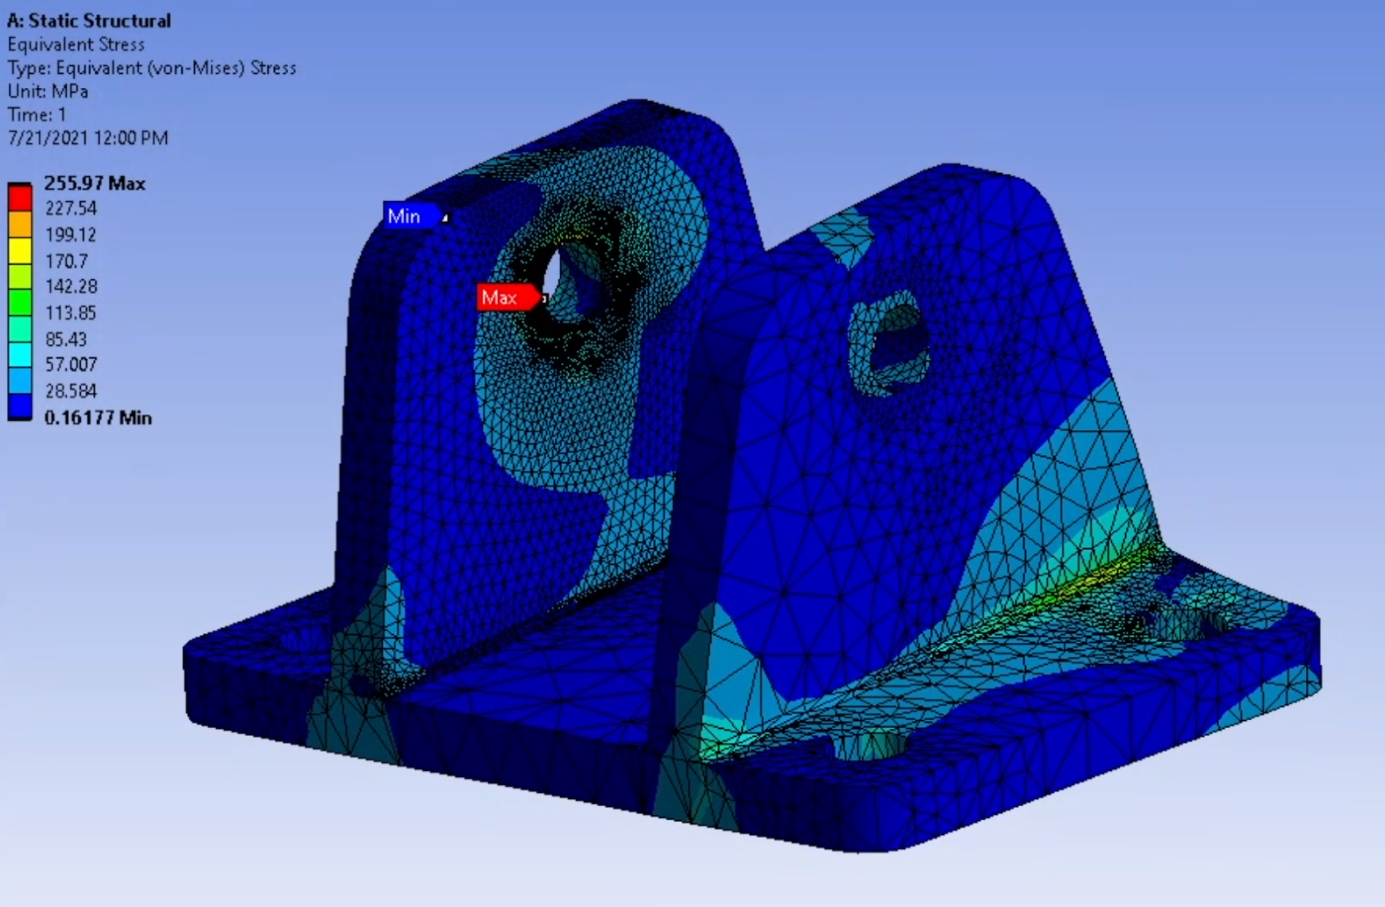 A: Static Structural
Equivalent Stress
Type: Equivalent (von-Mises) Stress
Unit: MPa
Time: 1
7/21/2021 12:00 PM
255.97 Max
227.54
199.12
170.7
142.28
113.85
85.43
57.007
28.584
0.16177 Min
Min
Max